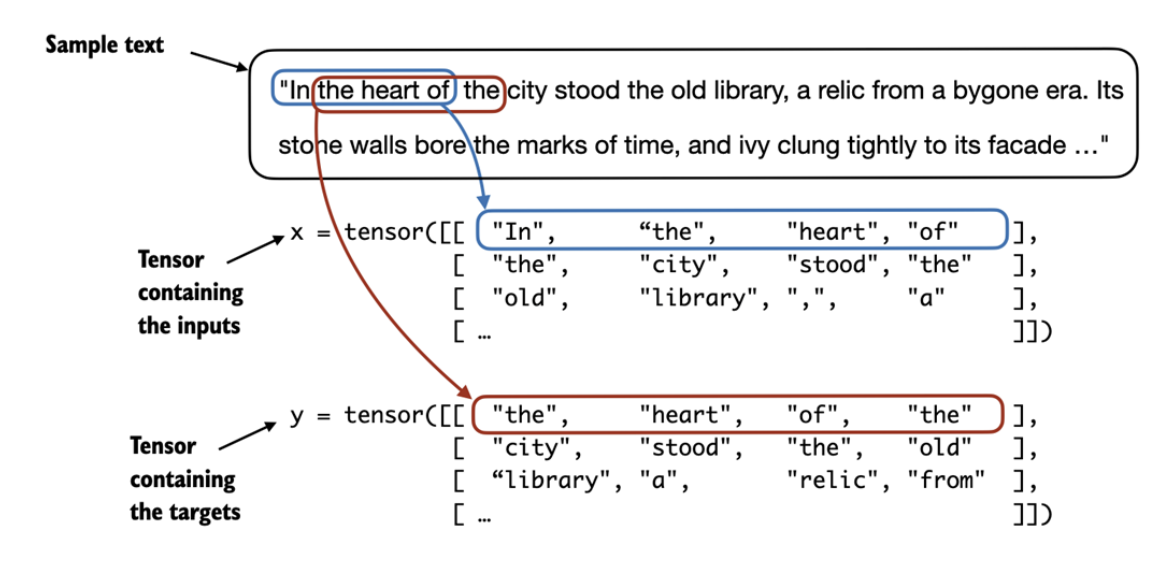 Sample text
"In the heart of the city stood the old library, a relic from a bygone era. Its
stone walls bore the marks of time, and ivy clung tightly to its facade ..."
x = tensor([[ "In", “the", "heart", "of" ],
[ "the", "city", "stood", "the" ],
[ "old", "library", ",", "a" ],
[ … ]])
Tensor
containing
the inputs
y = tensor([[ "the", "heart", "of", "the" ],
[ "city", "stood", "the", "old" ],
[ “library", "a", "relic", "from" ],
[ … ]])
Tensor
containing
the targets